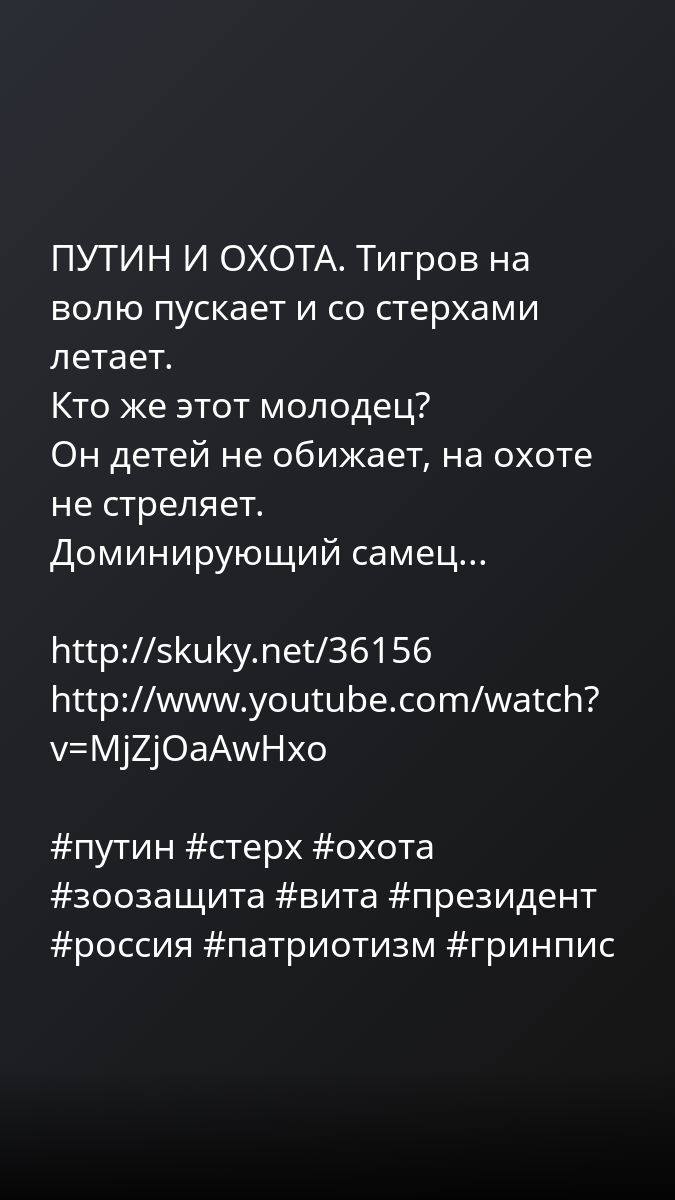 ПУТИН И ОХОТА. Тигров на
волю пускает и со стерхами
летает.
Кто же этот молодец?
Он детей не обижает, на охоте
не стреляет.
Доминирующий самец...
http://skuky.net/36156
http://www.youtube.com/watch?
v=MjZjOaAwHxo
#путин #стерх #охота
#зоозащита #вита #президент
#россия #патриотизм #гринпис